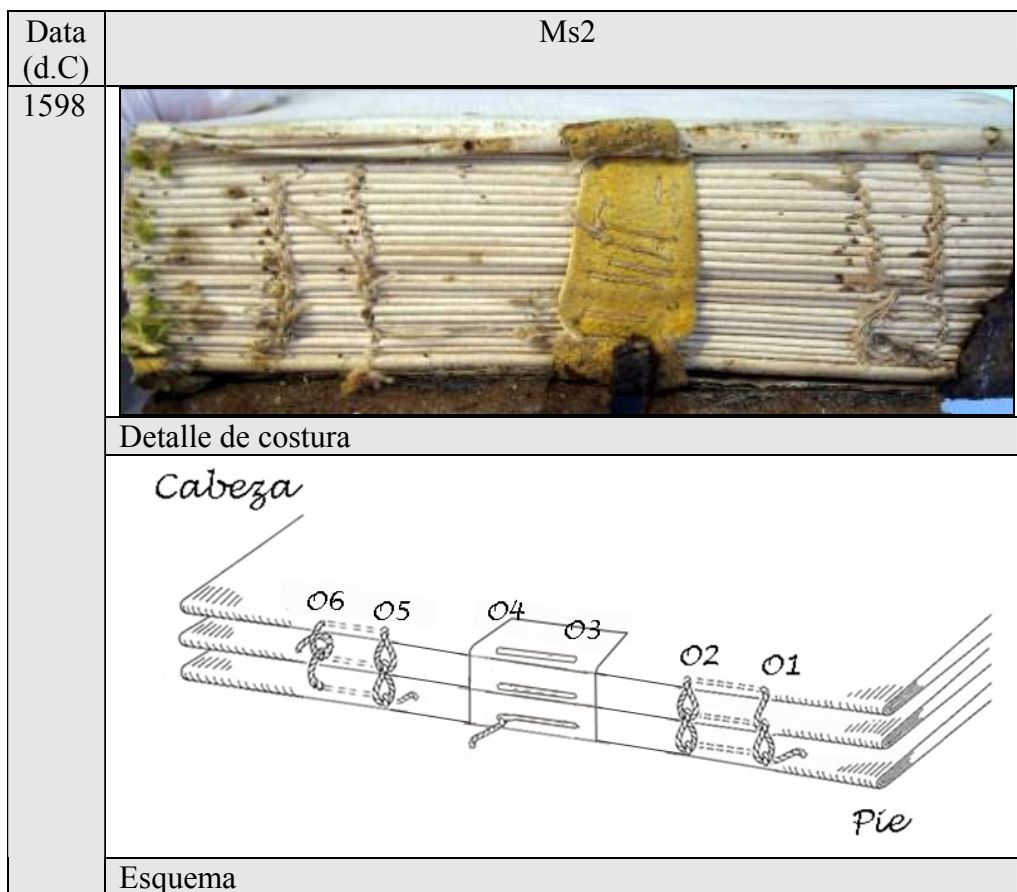 Data
(d.C)
Ms2
1598
Detalle de costura
Cabeza
O6 O5 O4 O3 O2 O1
Pie
Esquema